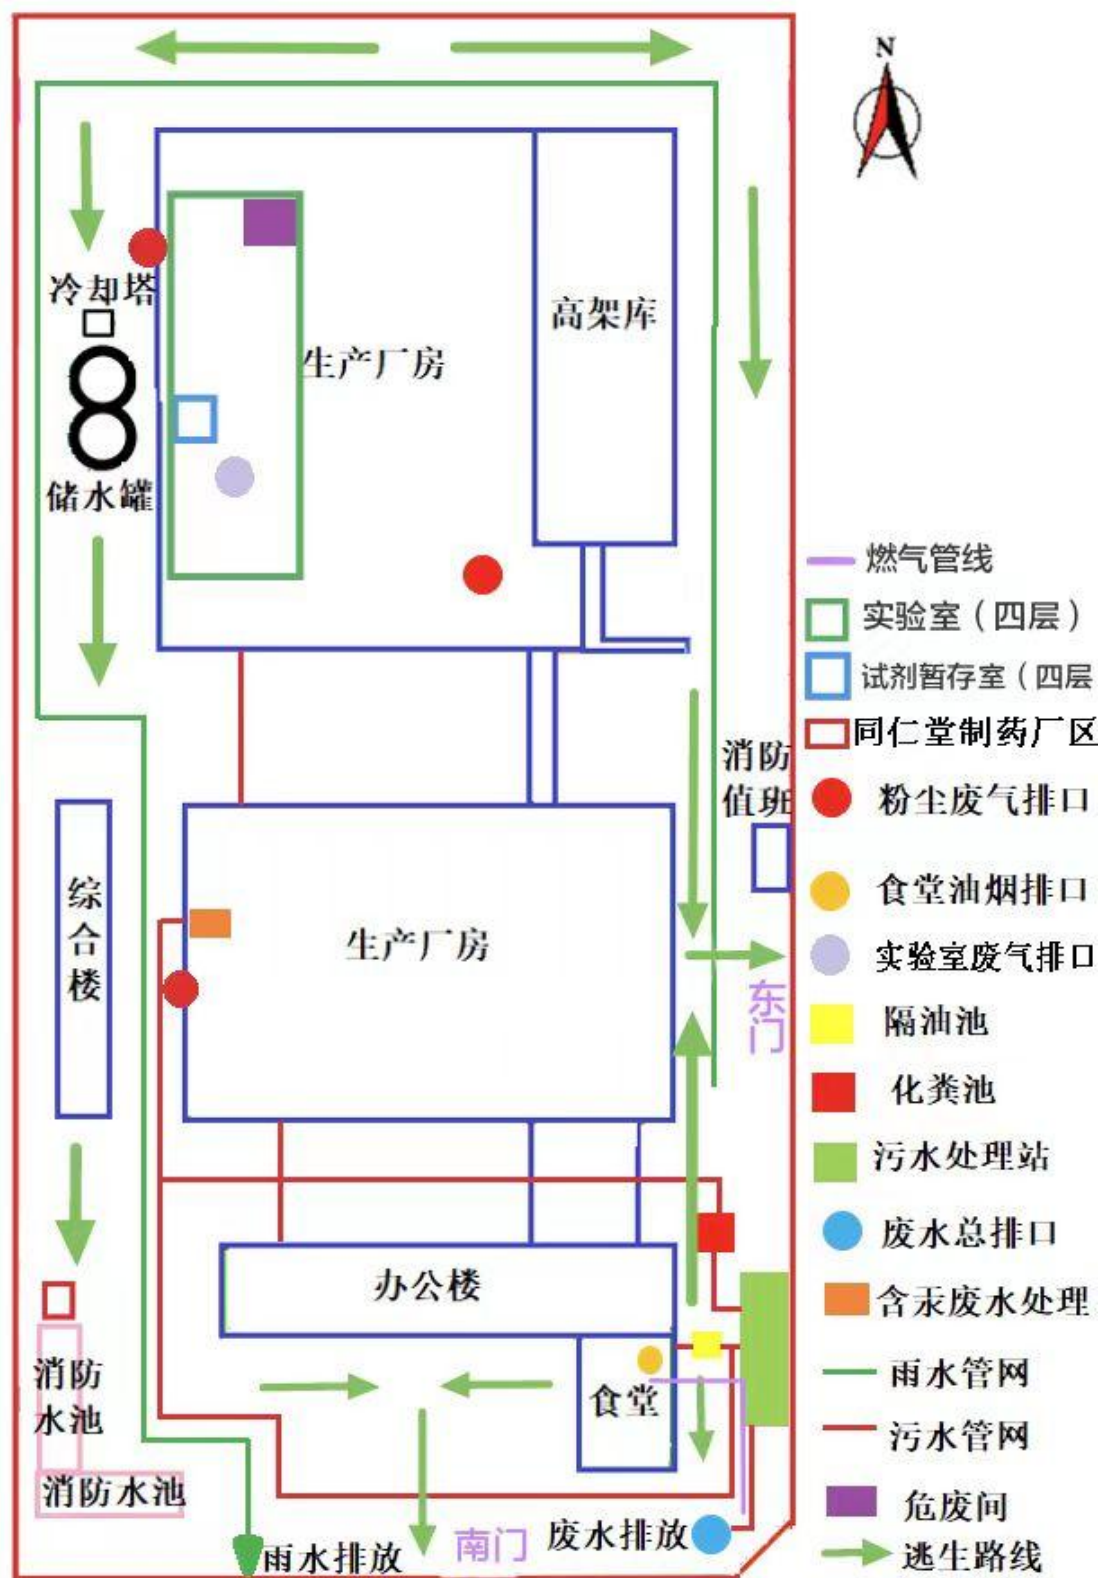 N
冷却塔
高架库
生产厂房
储水罐
燃气管线
实验室（四层）
试剂暂存室（四层
同仁堂制药厂区
消防
值班
粉尘废气排口
综
合
楼
食堂油烟排口
生产厂房
实验室废气排口
东
门
隔油池
化粪池
污水处理站
废水总排口
办公楼
含汞废水处理
消防
水池
食堂
雨水管网
污水管网
消防水池
危废间
废水排放
南门
雨水排放
逃生路线